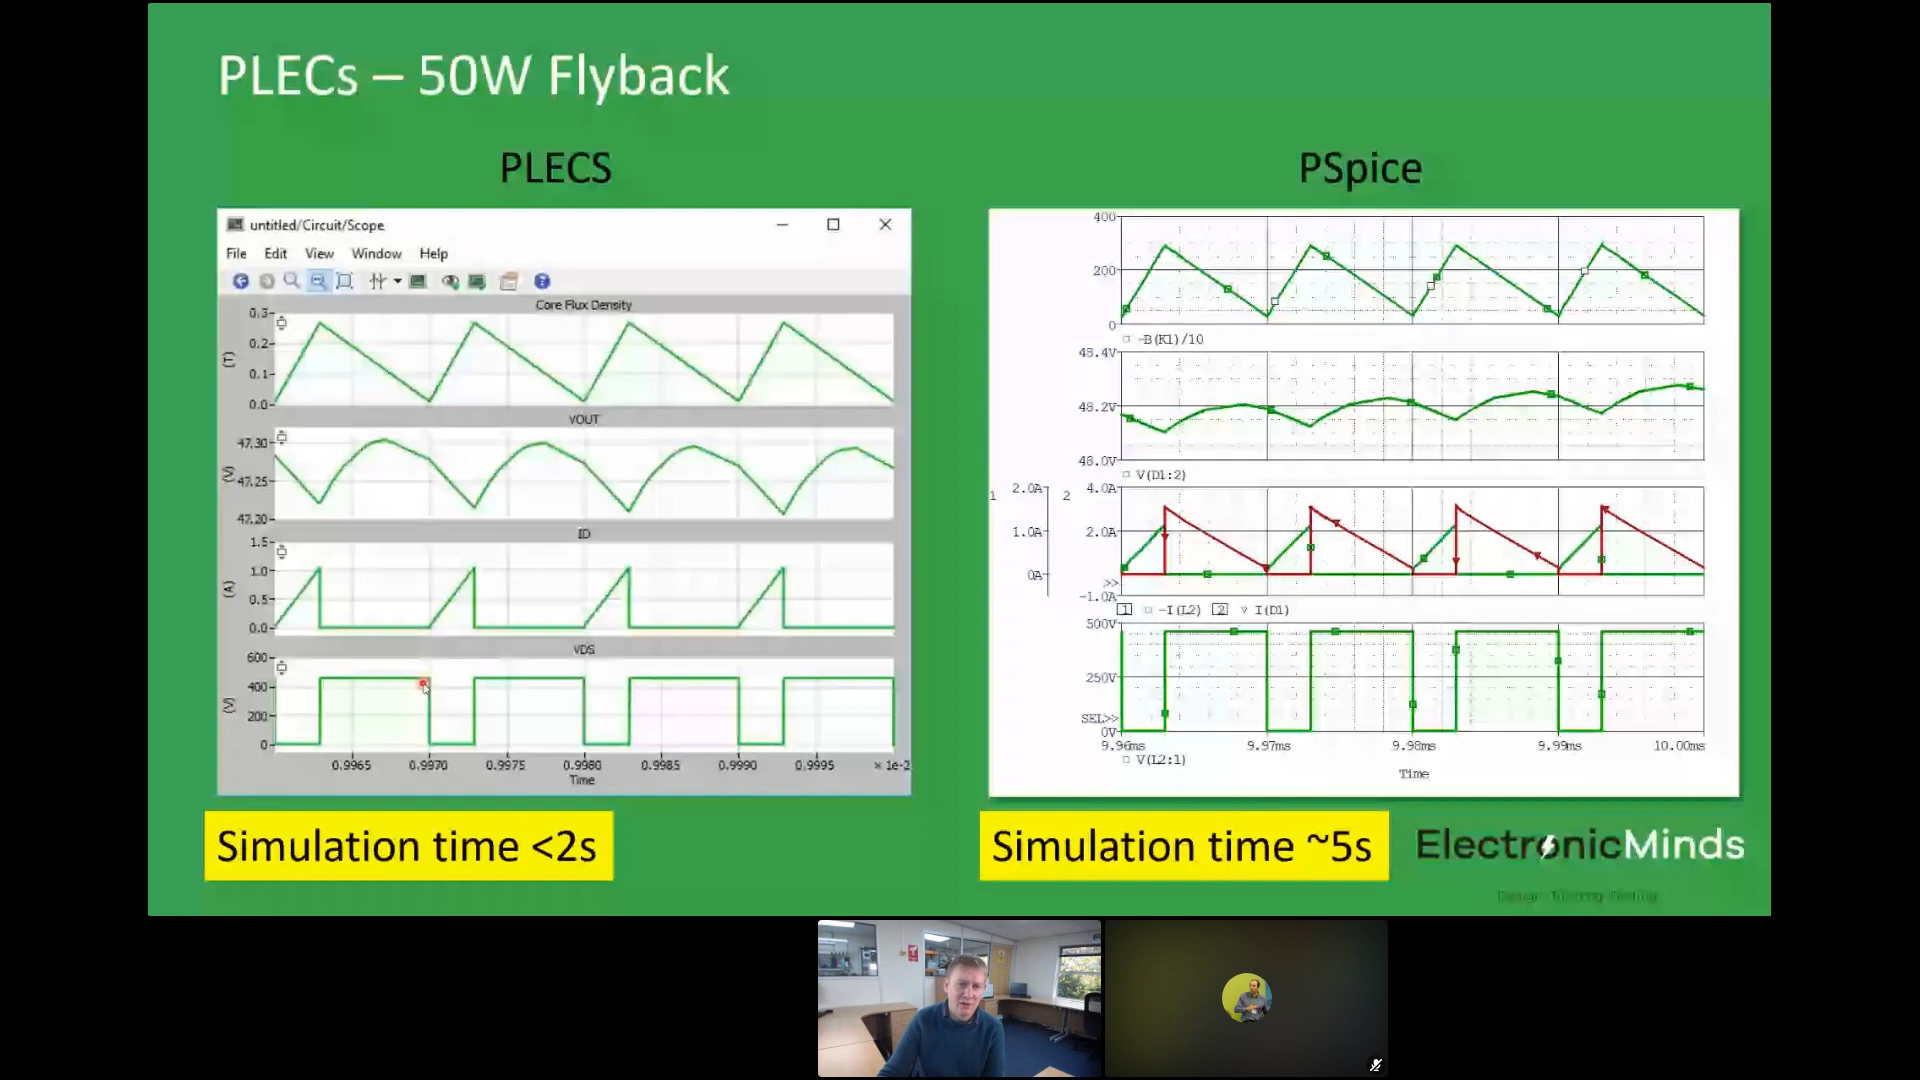 PLECs – 50W Flyback
PLECS
untitled/Circuit/Scope
File Edit View Window Help
Core Flux Density
0.3
0.2
(T)
0.1
0.0
VOUT
47.30
(V)
47.25
47.20
ID
1.5
1.0
(A)
0.5
0.0
VDS
600
400
(V)
200
0
0.9965 0.9970 0.9975 0.9980 0.9985 0.9990 0.9995 × 1e-2
Time
Simulation time <2s
PSpice
400
200
0
-B(K1)/10
48.4V
48.2V
48.0V
V(D1:2)
1 2.0A 2 4.0A
1.0A 2.0A
0A
>>
-1.0A
1 -I(L2) 2 I(D1)
500V
250V
SEL>>
0V
9.96ms 9.97ms 9.98ms 9.99ms 10.00ms
V(L2:1)
Time
Simulation time ~5s
ElectronicMinds